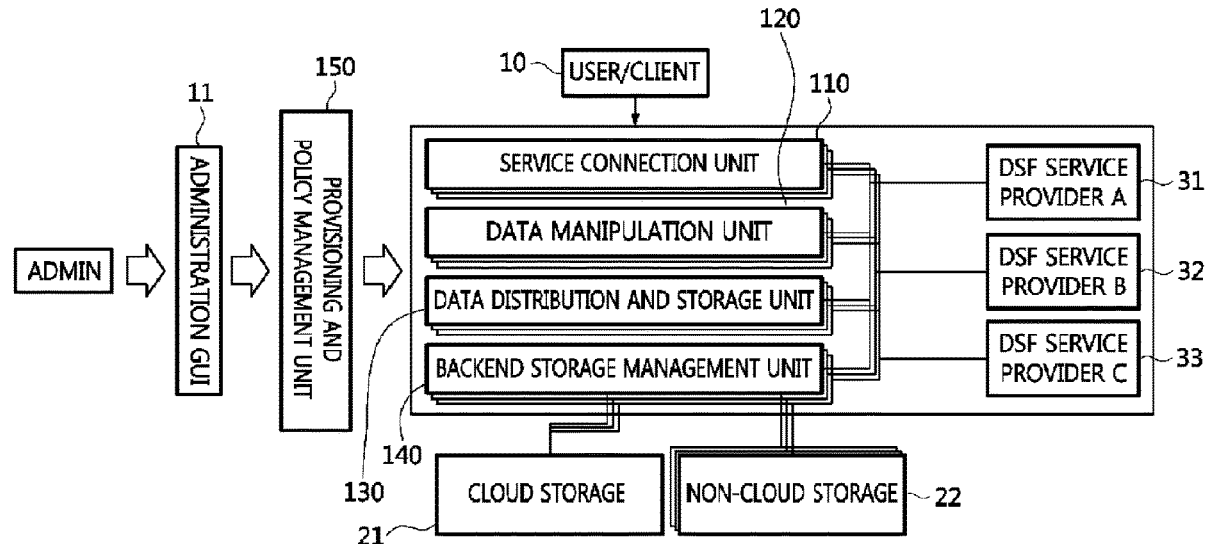 120
10
USER/CLIENT
150
110
11
SERVICE CONNECTION UNIT
DSF SERVICE
PROVIDER A
31
ADMINISTRATION GUI
PROVISIONING AND
POLICY MANAGEMENT UNIT
DATA MANIPULATION UNIT
ADMIN
DSF SERVICE
PROVIDER B
32
DATA DISTRIBUTION AND STORAGE UNIT
DSF SERVICE
PROVIDER C
33
BACKEND STORAGE MANAGEMENT UNIT
140
130
CLOUD STORAGE
NON-CLOUD STORAGE
22
21